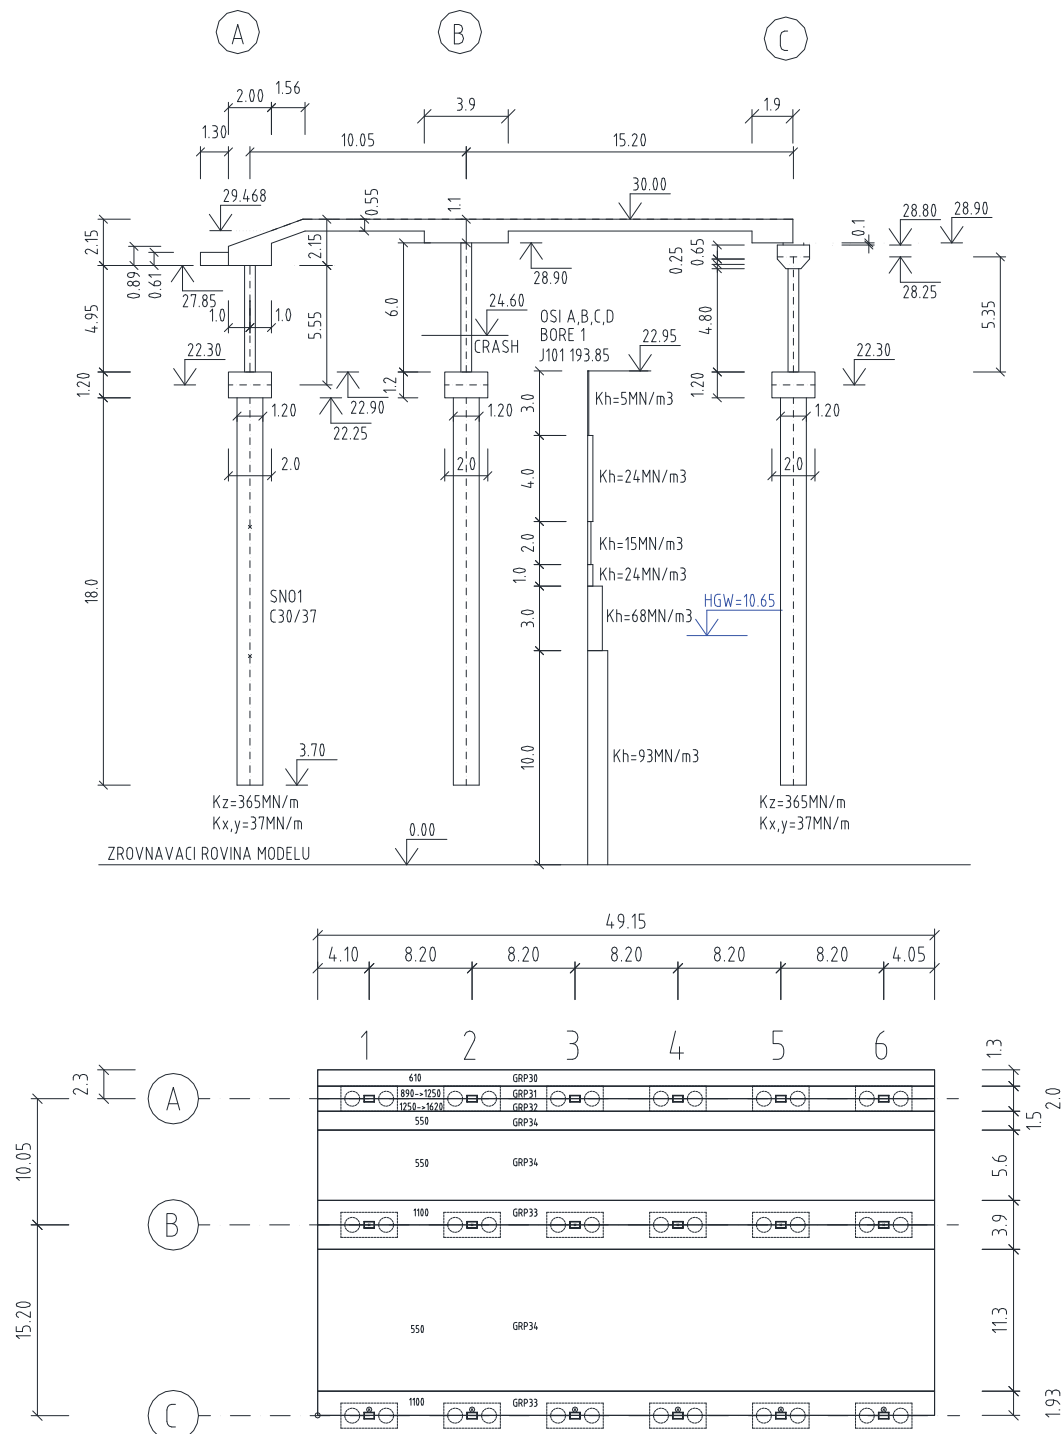 A B C
2.00 1.56 3.9 1.9
1.30 10.05 15.20
29.468 0.55 1.1 30.00 0.1 28.80 28.90
2.15 0.89 0.61 27.85 2.15 28.90 0.25 0.65 28.25
4.95 1.0 1.0 5.55 6.0 24.60 4.80 5.35
CRASH
OSI A,B,C,D
BORE 1
J101 193.85
22.30 22.95 22.30
1.20 22.90 1.2 1.20
1.20 22.25 1.20 1.20
2.0 2.0 2.0
3.0 Kh=5MN/m3
4.0 Kh=24MN/m3
2.0 Kh=15MN/m3
1.0 Kh=24MN/m3
3.0 Kh=68MN/m3
HGW=10.65
18.0
SN01
C30/37
10.0 Kh=93MN/m3
3.70
Kz=365MN/m
Kx,y=37MN/m
Kz=365MN/m
Kx,y=37MN/m
0.00
ZROVNAVACI ROVINA MODELU
49.15
4.10 8.20 8.20 8.20 8.20 8.20 4.05
1 2 3 4 5 6
2.3 610 GRP30 1.3
A 890->1250 GRP31 2.0
1250->1620 GRP32
550 GRP34 1.5
10.05 550 GRP34 5.6
B 1100 GRP33 3.9
15.20 550 GRP34 11.3
C 1100 GRP33 1.93